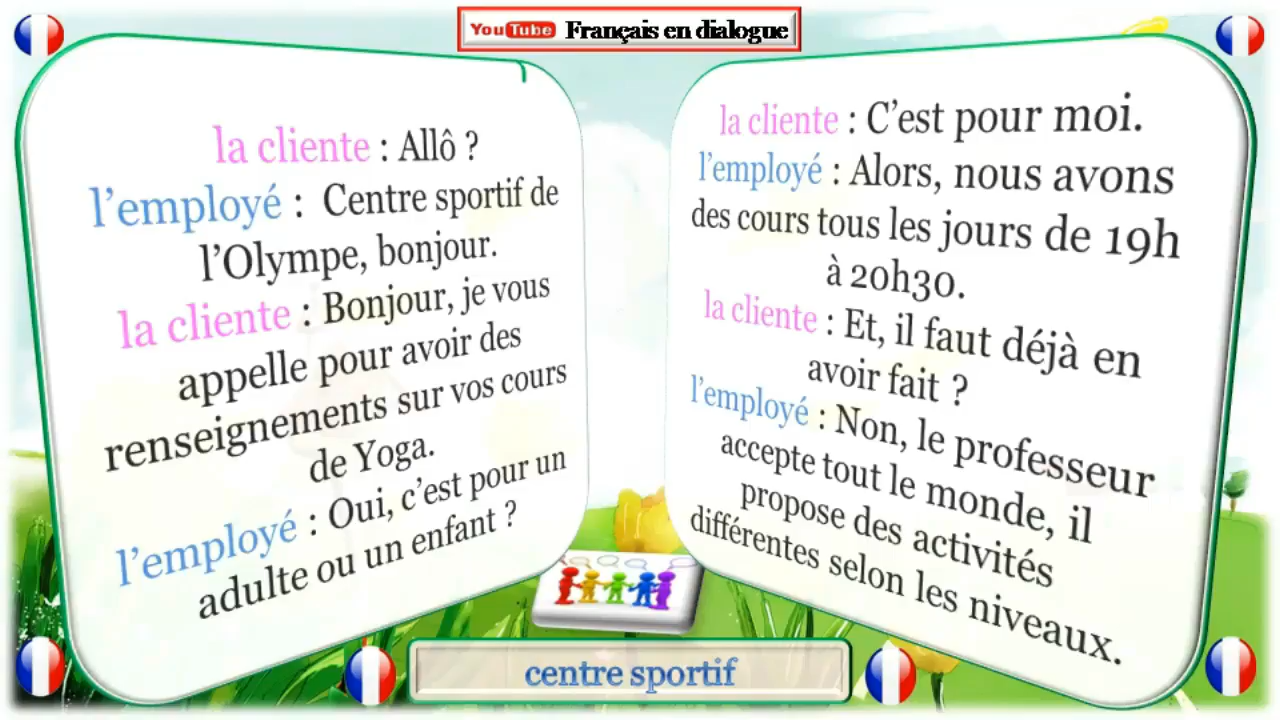 YouTube Français en dialogue
la cliente : Allô ?
l'employé : Centre sportif de
l'Olympe, bonjour.
la cliente : Bonjour, je vous
appelle pour avoir des
renseignements sur vos cours
de Yoga.
l'employé : Oui, c'est pour un
adulte ou un enfant ?
la cliente : C'est pour moi.
l'employé : Alors, nous avons
des cours tous les jours de 19h
à 20h30.
la cliente : Et, il faut déjà en
avoir fait ?
l'employé : Non, le professeur
accepte tout le monde, il
propose des activités
différentes selon les niveaux.
centre sportif